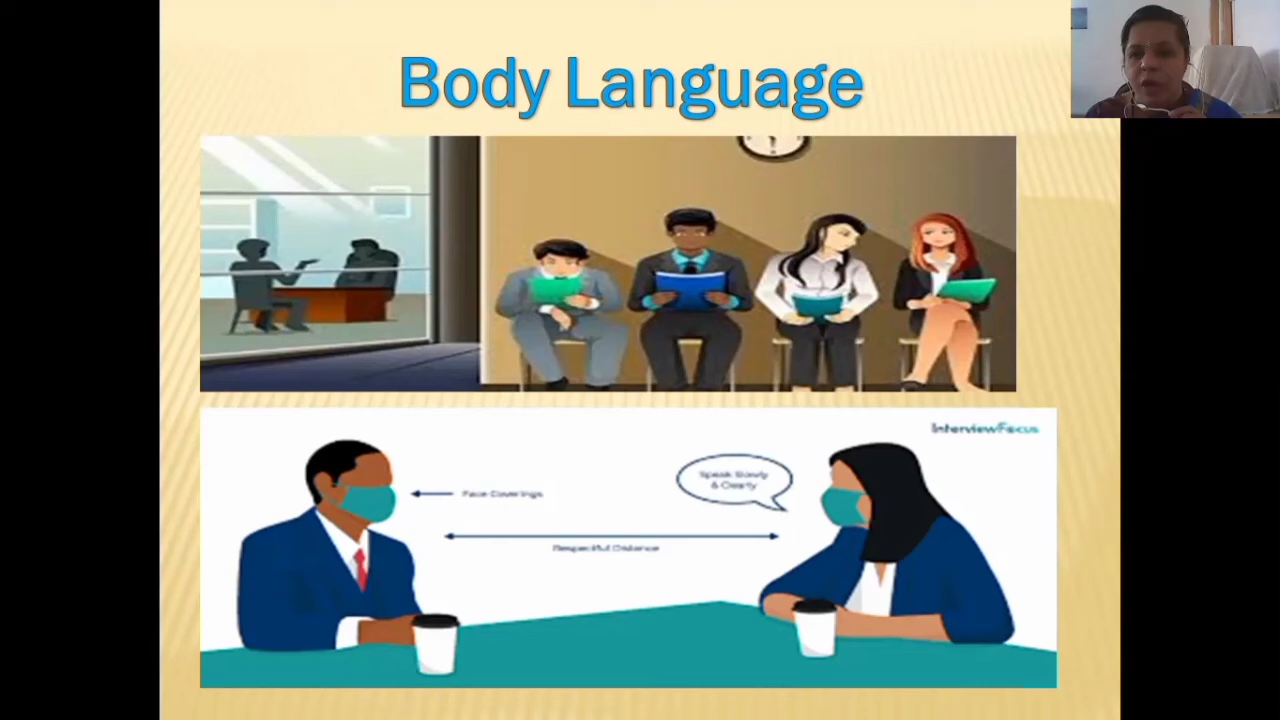 Body Language
InterviewFocus
Speak Slowly
& Clearly
Face Coverings
Respectful Distance